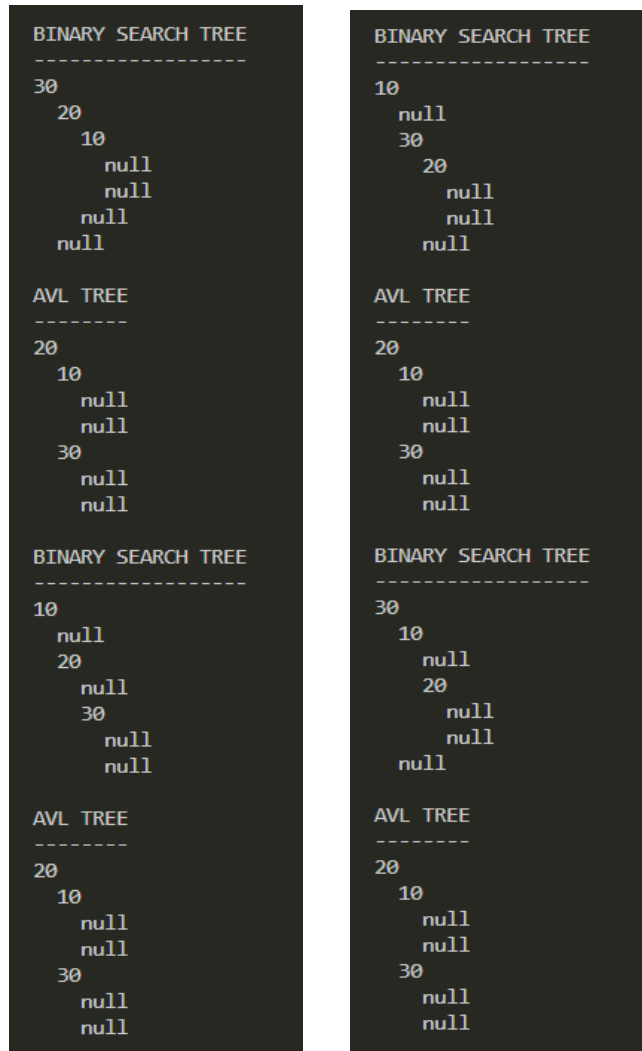 BINARY SEARCH TREE
------------------
30
  20
    10
      null
      null
    null
  null

AVL TREE
--------
20
  10
    null
    null
  30
    null
    null

BINARY SEARCH TREE
------------------
10
  null
  20
    null
    30
      null
      null

AVL TREE
--------
20
  10
    null
    null
  30
    null
    null

BINARY SEARCH TREE
------------------
10
  null
  30
    20
      null
      null
    null

AVL TREE
--------
20
  10
    null
    null
  30
    null
    null

BINARY SEARCH TREE
------------------
30
  10
    null
    20
      null
      null
  null

AVL TREE
--------
20
  10
    null
    null
  30
    null
    null